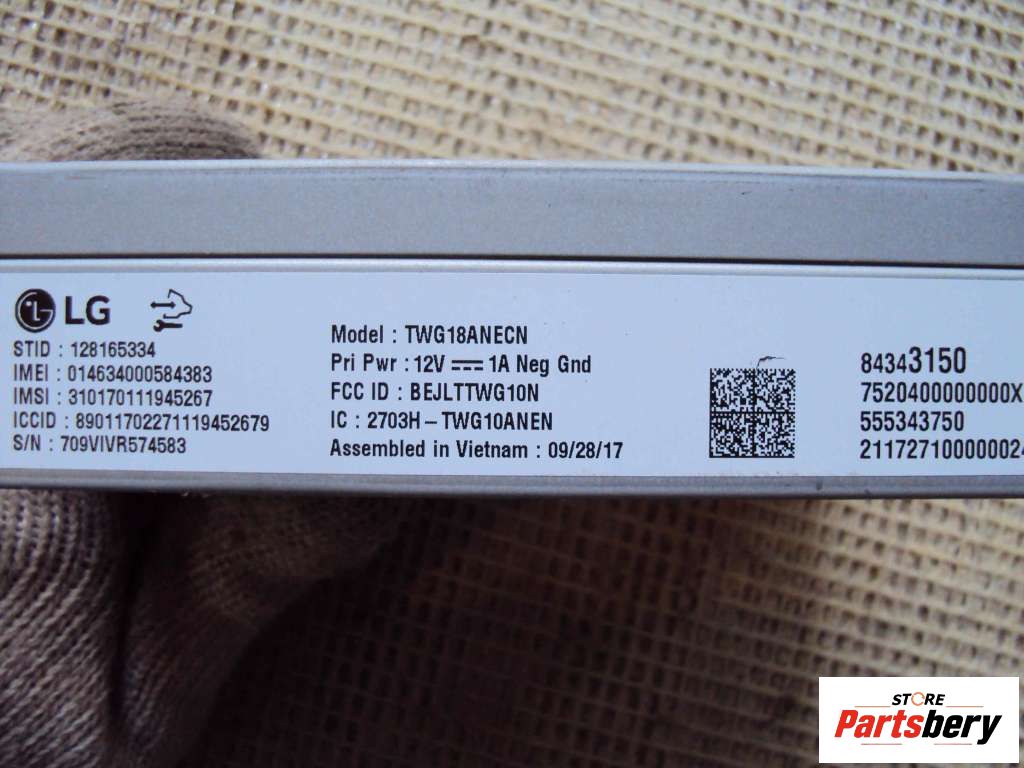 LG
STID : 128165334
IMEI : 014634000584383
IMSI : 310170111945267
ICCID : 89011702271119452679
S/N : 709VIVR574583
Model : TWG18ANECN
Pri Pwr : 12V ⎓ 1A Neg Gnd
FCC ID : BEJLTTWG10N
IC : 2703H-TWG10ANEN
Assembled in Vietnam : 09/28/17
84343150
7520400000000X
555343750
21172710000002
STORE
Partsbery